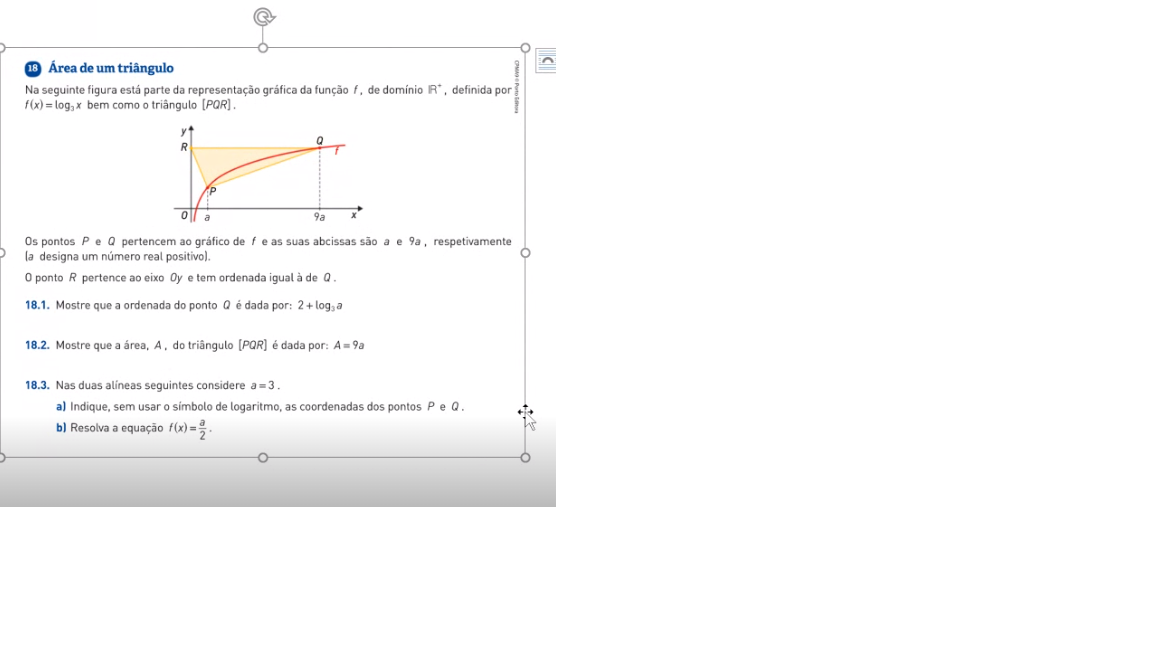 18 Área de um triângulo
Na seguinte figura está parte da representação gráfica da função f, de domínio ℝ⁺, definida por
f(x) = log₃ x bem como o triângulo [PQR].
y
R
Q
f
P
O
a
9a
x
Os pontos P e Q pertencem ao gráfico de f e as suas abcissas são a e 9a, respetivamente
(a designa um número real positivo).
O ponto R pertence ao eixo Oy e tem ordenada igual à de Q.
18.1. Mostre que a ordenada do ponto Q é dada por: 2 + log₃ a
18.2. Mostre que a área, A, do triângulo [PQR] é dada por: A = 9a
18.3. Nas duas alíneas seguintes considere a = 3.
a) Indique, sem usar o símbolo de logaritmo, as coordenadas dos pontos P e Q.
b) Resolva a equação f(x) = a/2.
Porto Editora